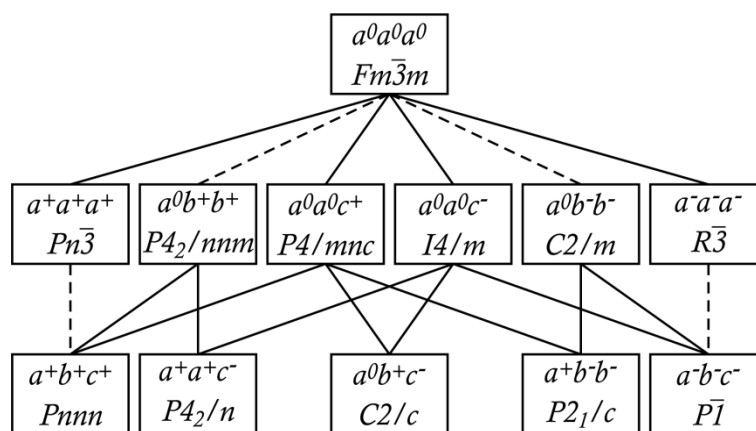 a⁰a⁰a⁰
Fm3̅m
a⁺a⁺a⁺
Pn3̅
a⁰b⁺b⁺
P4₂/nnm
a⁰a⁰c⁺
P4/mnc
a⁰a⁰c⁻
I4/m
a⁰b⁻b⁻
C2/m
a⁻a⁻a⁻
R3̅
a⁺b⁺c⁺
Pnnn
a⁺a⁺c⁻
P4₂/n
a⁰b⁺c⁻
C2/c
a⁺b⁻b⁻
P2₁/c
a⁻b⁻c⁻
P1̅